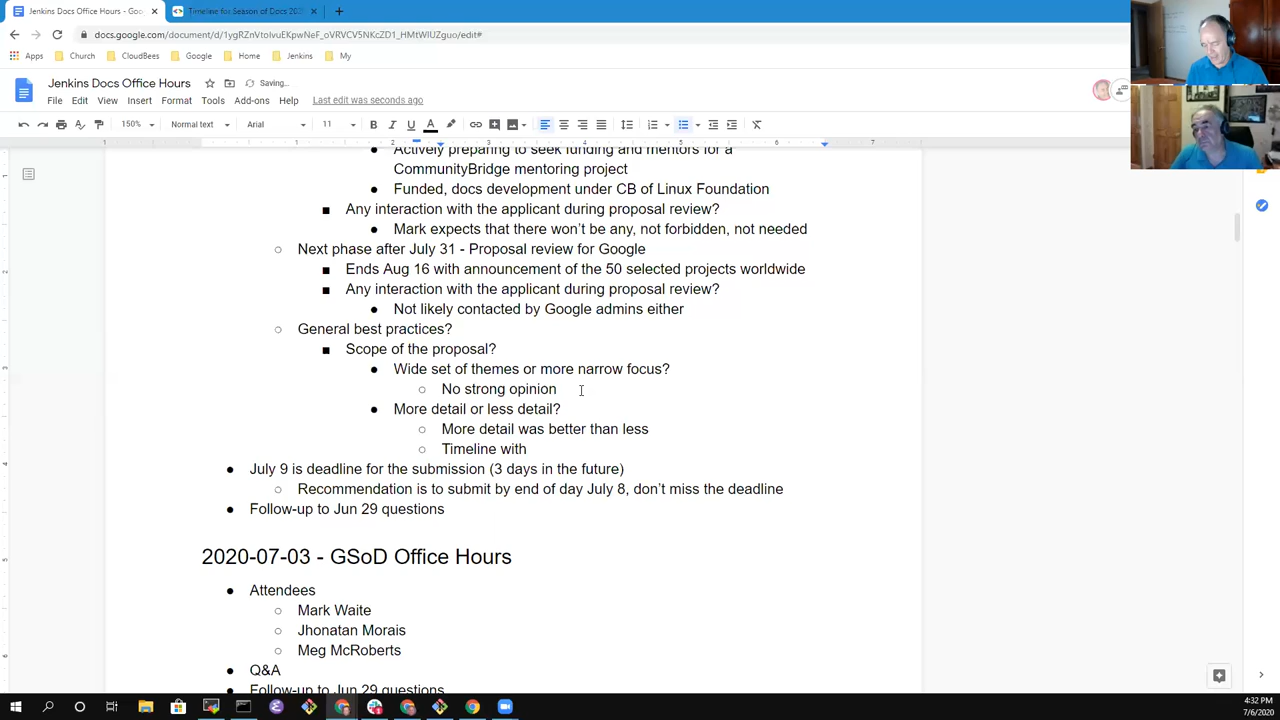 Jenkins Docs Office Hours - Goo
Timeline for Season of Docs 202
docs.google.com/document/d/1ygRZnVtoIvuEKpwNeF_oVRVCV5NKcZD1_HMtWIUZguo/edit#
Apps Church CloudBees Google Home Jenkins My
Jenkins Docs Office Hours
Saving...
File Edit View Insert Format Tools Add-ons Help Last edit was seconds ago
150% Normal text Arial 11 B I U A
1 1 2 3 4 5 6 7
Actively preparing to seek funding and mentors for a
CommunityBridge mentoring project
● Funded, docs development under CB of Linux Foundation
■ Any interaction with the applicant during proposal review?
● Mark expects that there won't be any, not forbidden, not needed
○ Next phase after July 31 - Proposal review for Google
■ Ends Aug 16 with announcement of the 50 selected projects worldwide
■ Any interaction with the applicant during proposal review?
● Not likely contacted by Google admins either
○ General best practices?
■ Scope of the proposal?
● Wide set of themes or more narrow focus?
○ No strong opinion
● More detail or less detail?
○ More detail was better than less
○ Timeline with
● July 9 is deadline for the submission (3 days in the future)
○ Recommendation is to submit by end of day July 8, don't miss the deadline
● Follow-up to Jun 29 questions
2020-07-03 - GSoD Office Hours
● Attendees
○ Mark Waite
○ Jhonatan Morais
○ Meg McRoberts
● Q&A
● Follow-up to Jun 29 questions
4:32 PM
7/6/2020